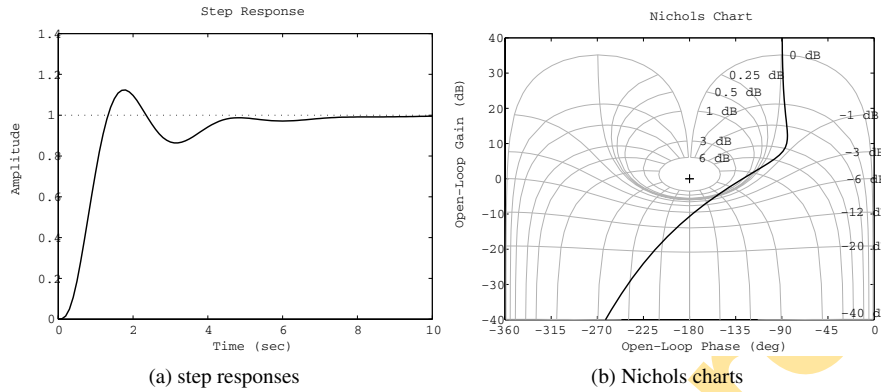 Step Response
1.4
1.2
1
0.8
0.6
0.4
0.2
0
0 2 4 6 8 10
Amplitude
Time (sec)
(a) step responses
Nichols Chart
40
30
20
10
0
-10
-20
-30
-40
-360 -315 -270 -225 -180 -135 -90 -45 0
Open-Loop Gain (dB)
Open-Loop Phase (deg)
0 dB
0.25 dB
0.5 dB
1 dB
3 dB
6 dB
-1 dB
-3 dB
-6 dB
-12 d
-20 d
-40 d
(b) Nichols charts